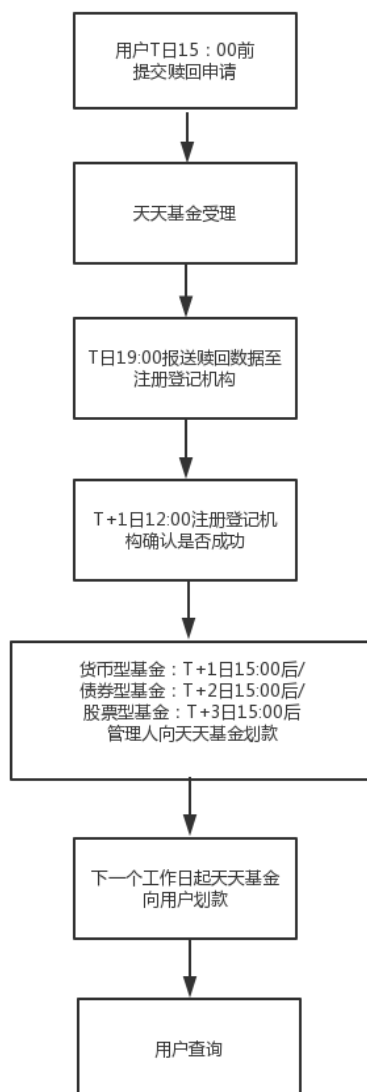 用户T日15：00前
提交赎回申请
天天基金受理
T日19:00报送赎回数据至
注册登记机构
T+1日12:00注册登记机
构确认是否成功
货币型基金：T+1日15:00后/
债券型基金：T+2日15:00后/
股票型基金：T+3日15:00后
管理人向天天基金划款
下一个工作日起天天基金
向用户划款
用户查询